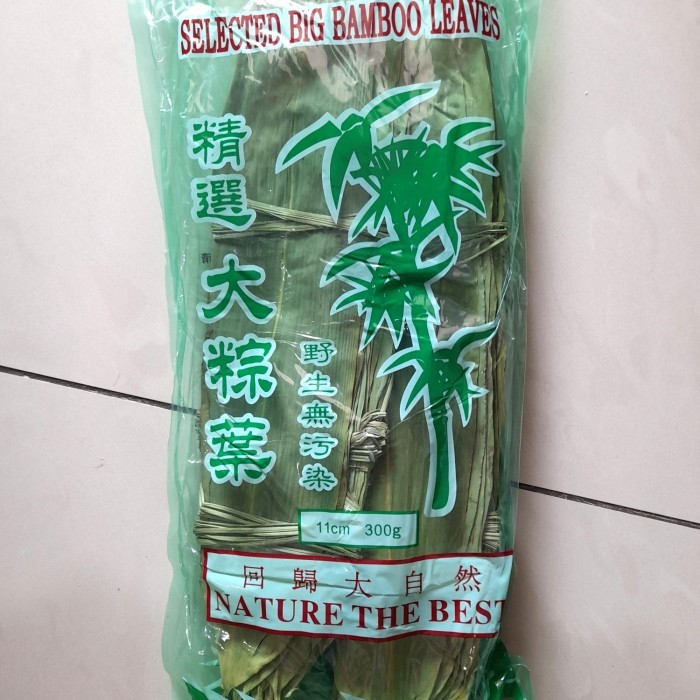 SELECTED BIG BAMBOO LEAVES
精選
大粽葉
野生無污染
11cm 300g
回歸大自然
NATURE THE BEST